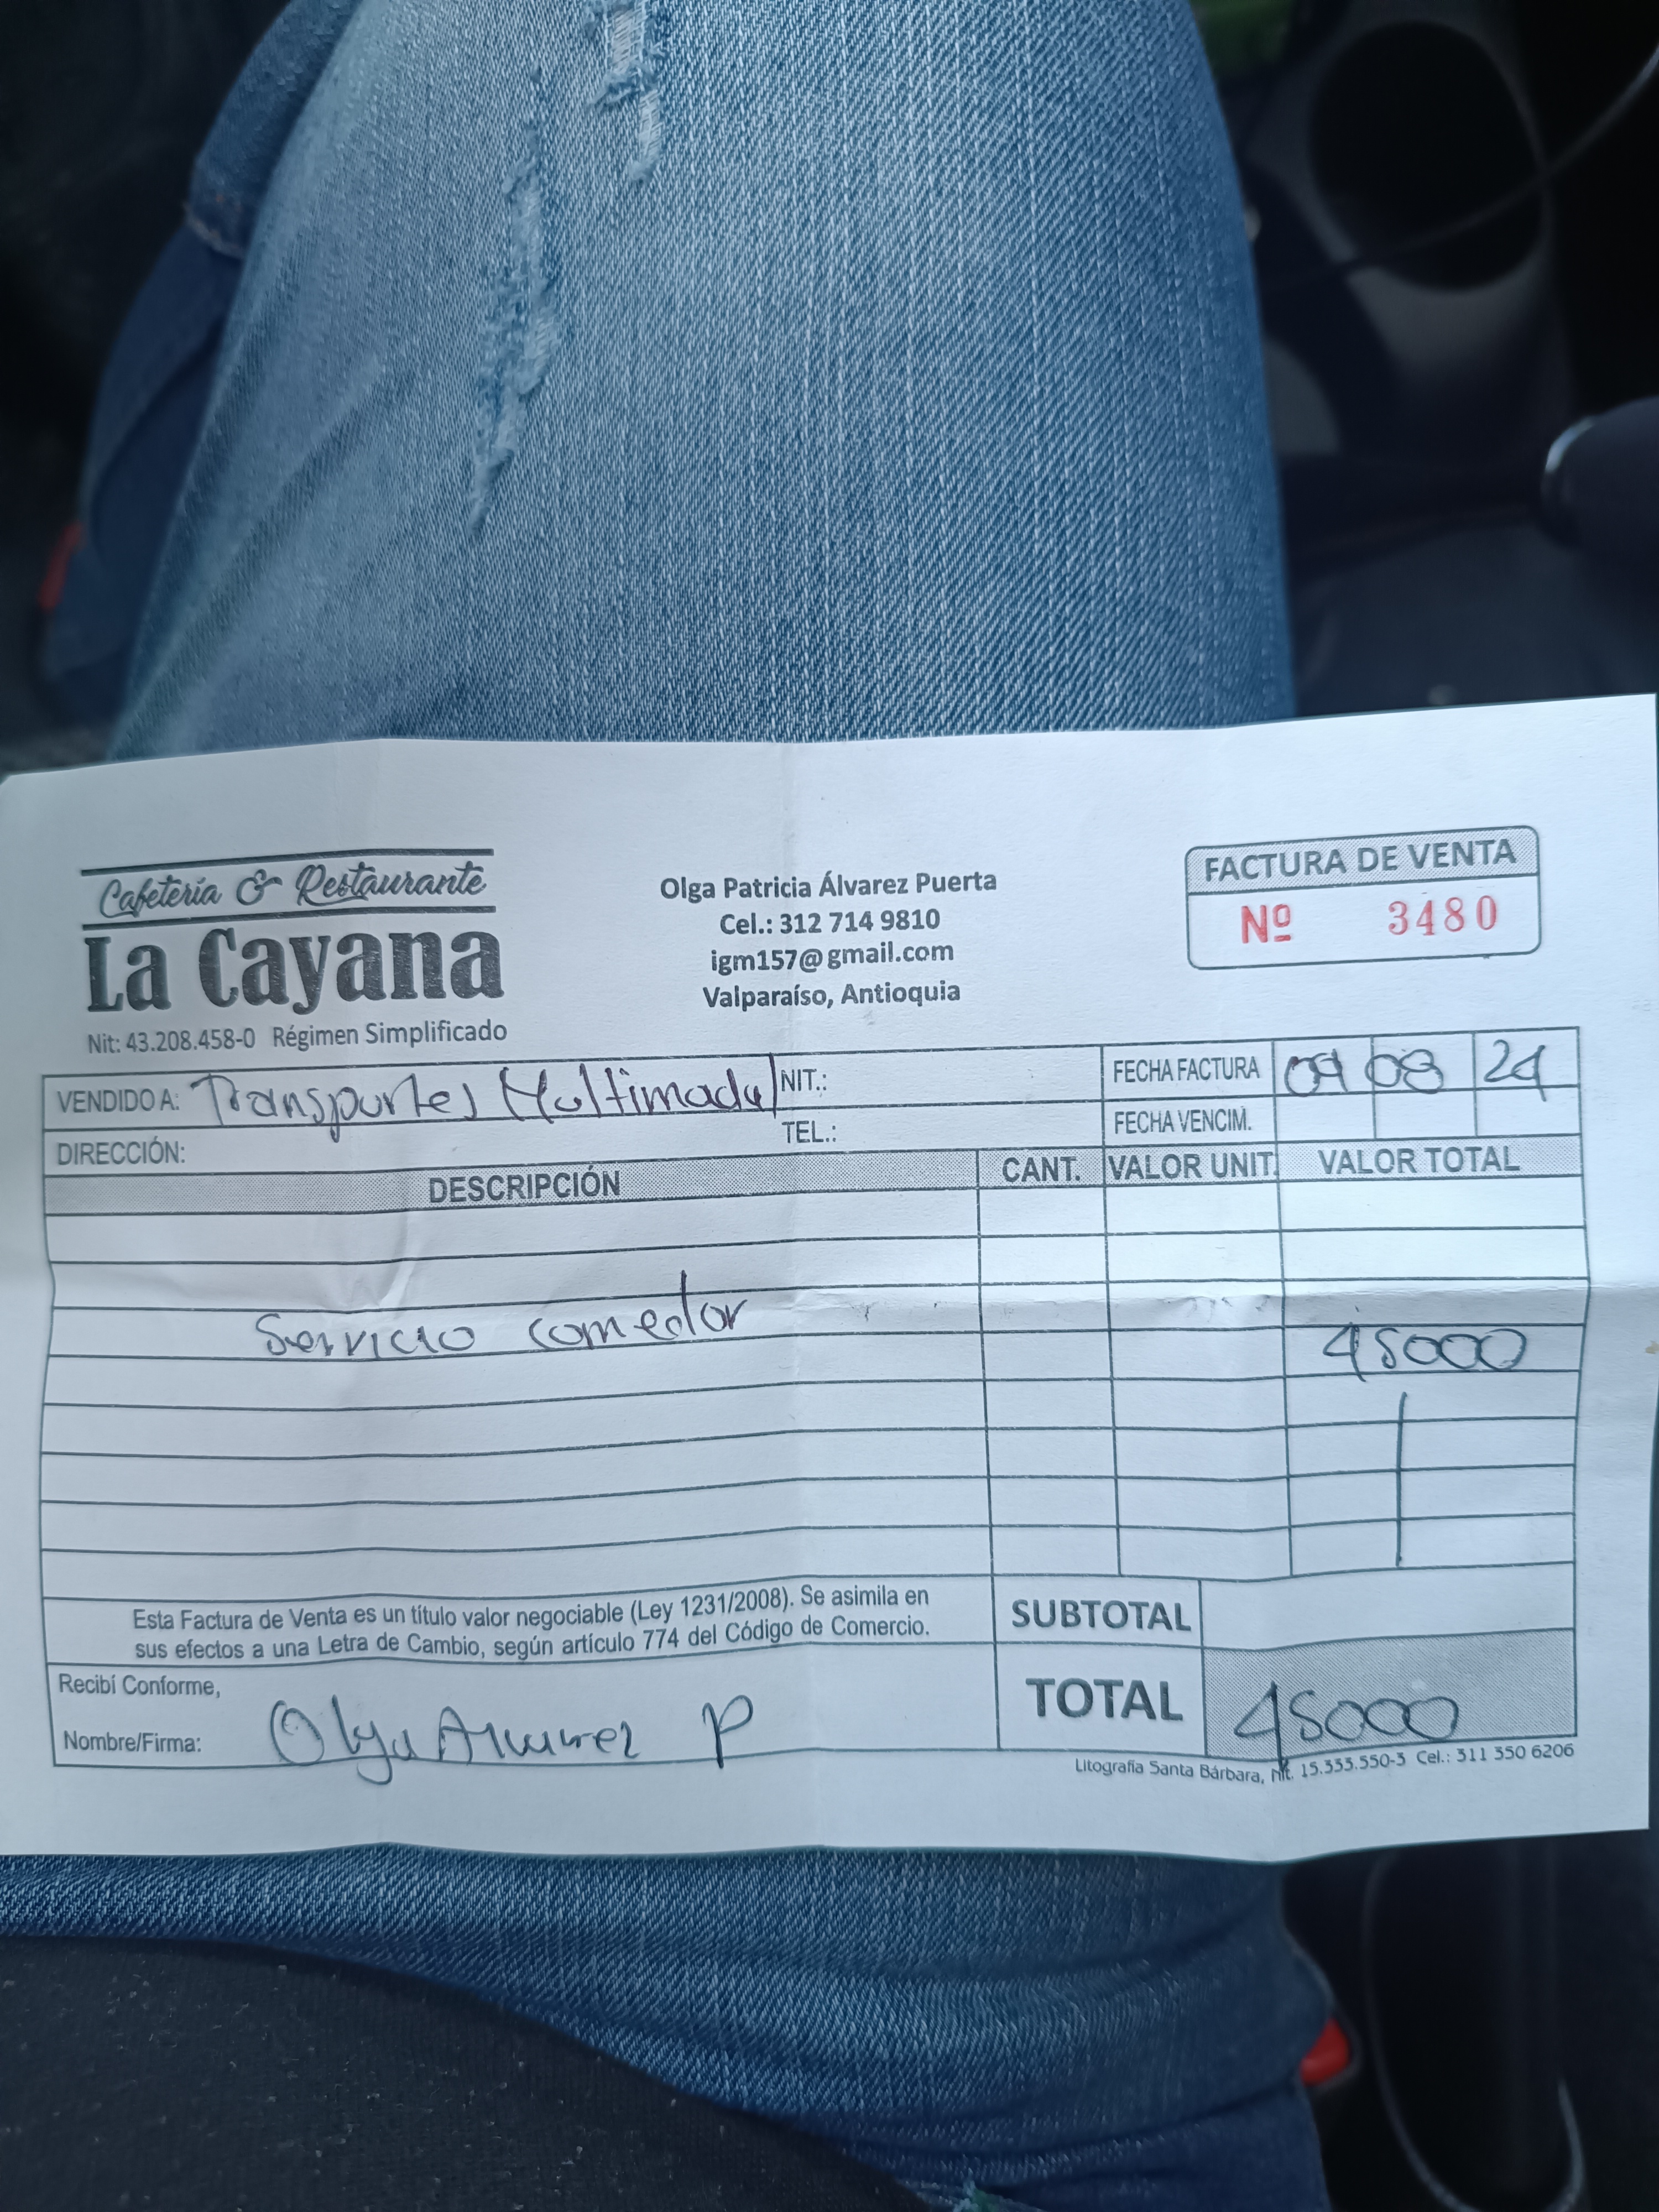 Cafetería & Restaurante
La Cayana
Nit: 43.208.458-0 Régimen Simplificado
Olga Patricia Álvarez Puerta
Cel.: 312 714 9810
igm157@gmail.com
Valparaíso, Antioquia
FACTURA DE VENTA
Nº 3480
VENDIDO A: Transportes Multimodal NIT.:
FECHA FACTURA 09 08 24
DIRECCIÓN: TEL.:
FECHA VENCIM.
DESCRIPCIÓN CANT. VALOR UNIT. VALOR TOTAL
Servicio comedor 45000
Esta Factura de Venta es un título valor negociable (Ley 1231/2008). Se asimila en
sus efectos a una Letra de Cambio, según artículo 774 del Código de Comercio.
SUBTOTAL
Recibí Conforme,
Nombre/Firma: Olga Alvarez P
TOTAL 45000
Litografía Santa Bárbara, Nit. 15.333.550-3 Cel.: 311 350 6206